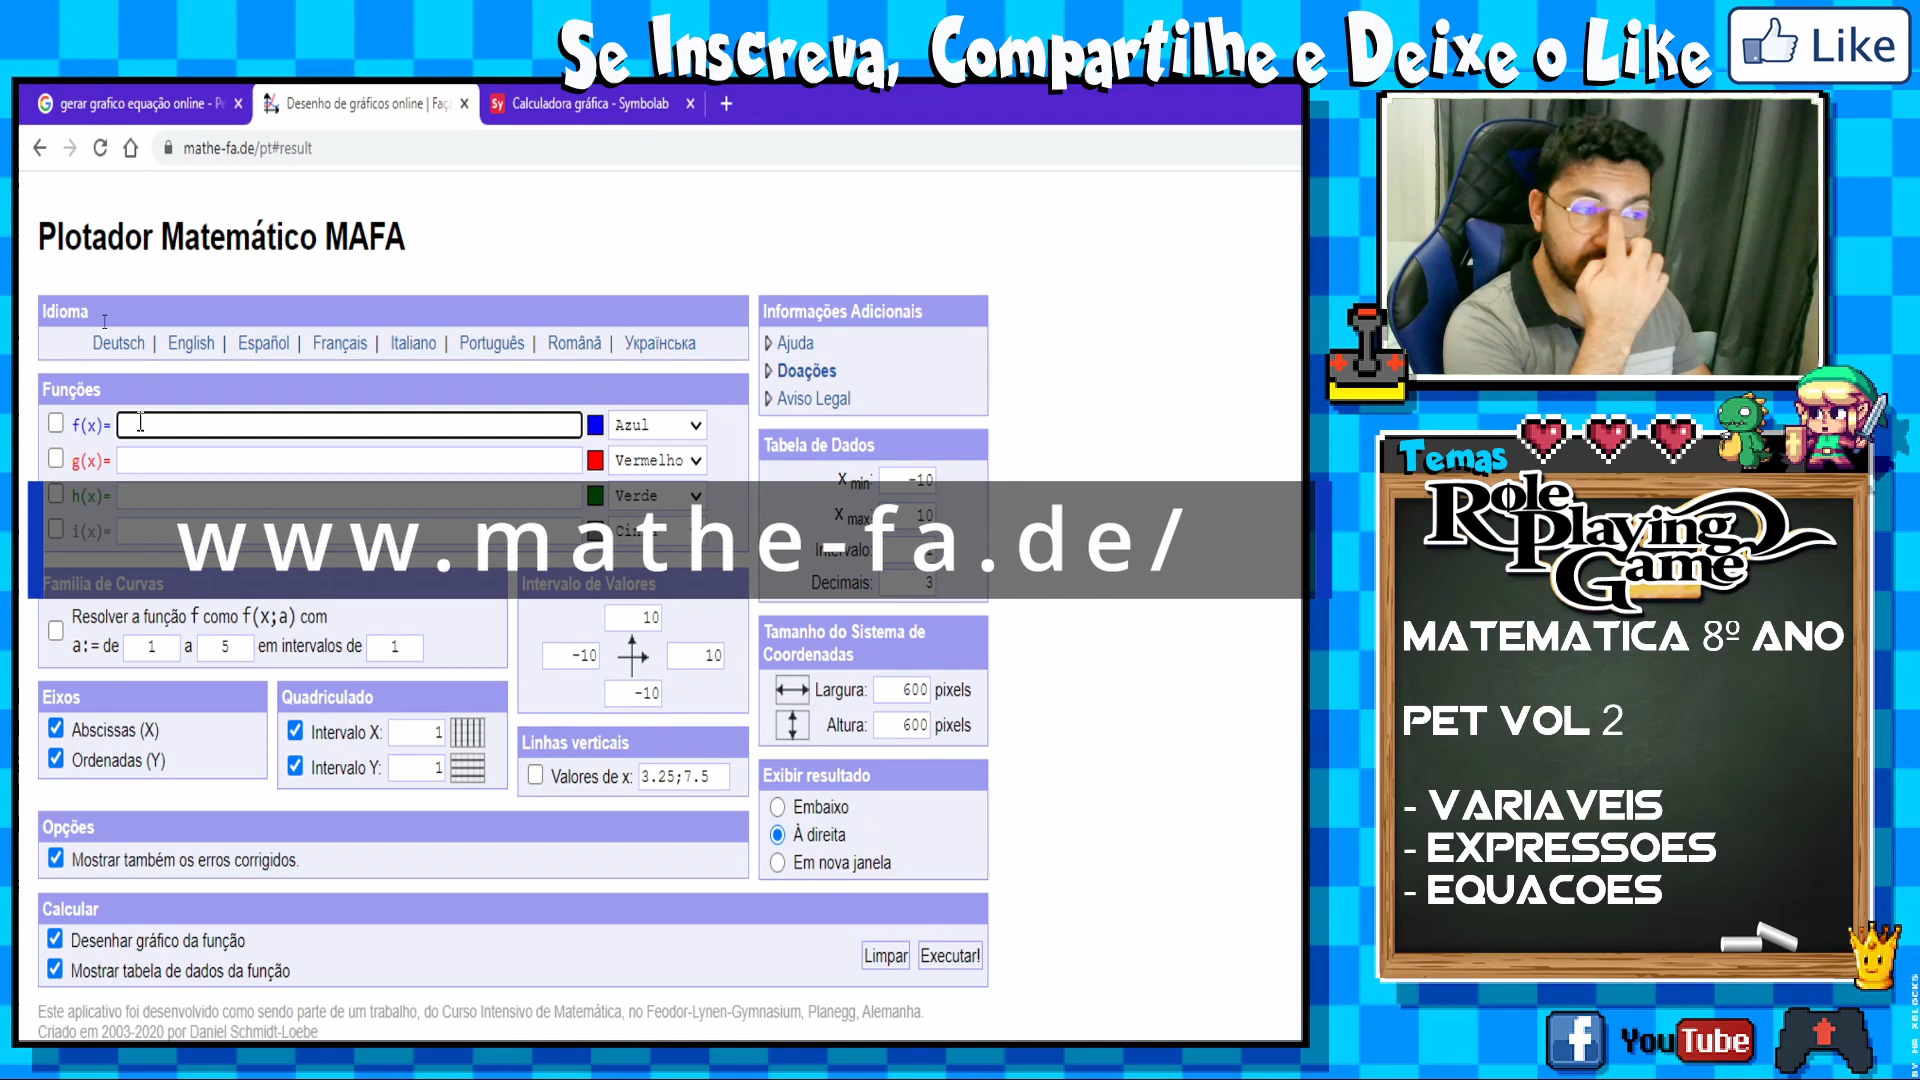 Se Inscreva, Compartilhe e Deixe o Like
Like
gerar grafico equação online - Pe
Desenho de gráficos online | Faça
Sy Calculadora gráfica - Symbolab
mathe-fa.de/pt#result
Plotador Matemático MAFA
Idioma
Deutsch | English | Español | Français | Italiano | Português | Română | Українська
Funções
f(x)= Azul
g(x)= Vermelho
h(x)= Verde
i(x)=
www.mathe-fa.de/
Família de Curvas
Resolver a função f como f(x;a) com
a:= de 1 a 5 em intervalos de 1
Intervalo de Valores
10
-10 10
-10
Eixos
Abscissas (X)
Ordenadas (Y)
Quadriculado
Intervalo X: 1
Intervalo Y: 1
Linhas verticais
Valores de x: 3.25;7.5
Opções
Mostrar também os erros corrigidos.
Calcular
Desenhar gráfico da função
Mostrar tabela de dados da função
Limpar Executar!
Informações Adicionais
Ajuda
Doações
Aviso Legal
Tabela de Dados
X min: -10
X max: 10
Intervalo:
Decimais: 3
Tamanho do Sistema de
Coordenadas
Largura: 600 pixels
Altura: 600 pixels
Exibir resultado
Embaixo
À direita
Em nova janela
Este aplicativo foi desenvolvido como sendo parte de um trabalho, do Curso Intensivo de Matemática, no Feodor-Lynen-Gymnasium, Planegg, Alemanha.
Criado em 2003-2020 por Daniel Schmidt-Loebe
Temas
Role
Playing
Game
MATEMATICA 8º ANO
PET VOL 2
- VARIAVEIS
- EXPRESSOES
- EQUACOES
YouTube